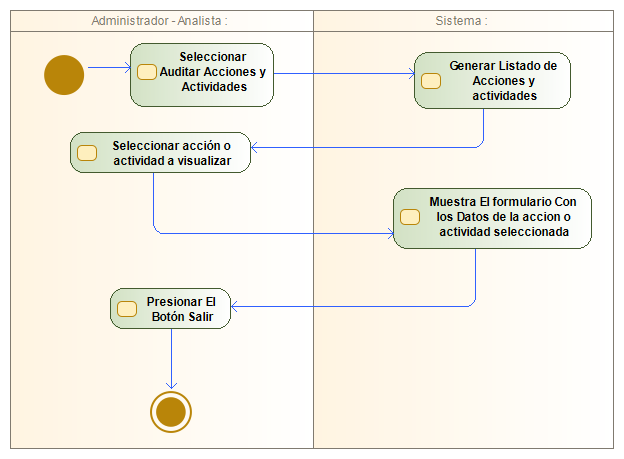 Administrador - Analista :
Sistema :
Seleccionar
Auditar Acciones y
Actividades
Generar Listado de
Acciones y
actividades
Seleccionar acción o
actividad a visualizar
Muestra El formulario Con
los Datos de la accion o
actividad seleccionada
Presionar El
Botón Salir